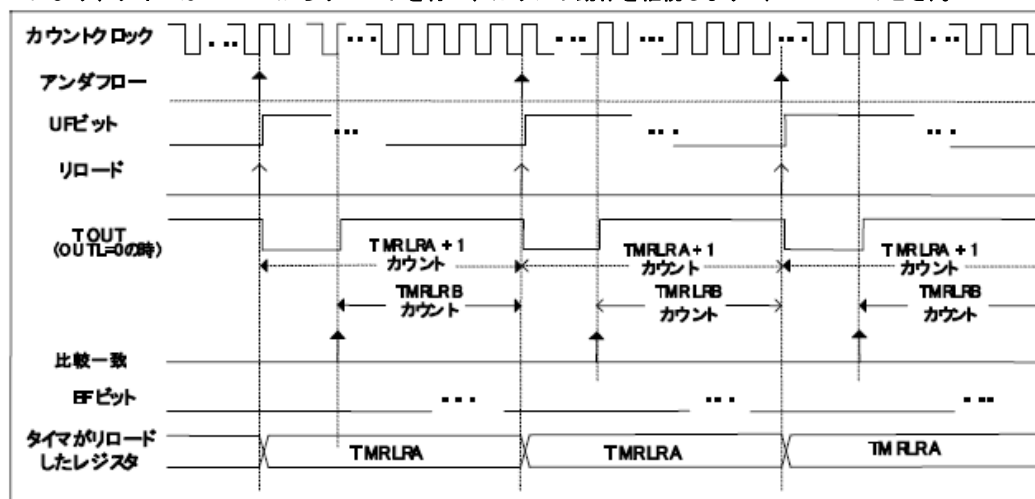 カウントクロック
アンダフロー
UFビット
リロード
TOUT
(OUTL=0の時)
TMRLRA + 1
カウント
TMRLRA + 1
カウント
TMRLRA + 1
カウント
TMRLRB
カウント
TMRLRB
カウント
TMRLRB
カウント
比較一致
EFビット
タイマがリロード
したレジスタ
TMRLRA
TMRLRA
TMRLRA